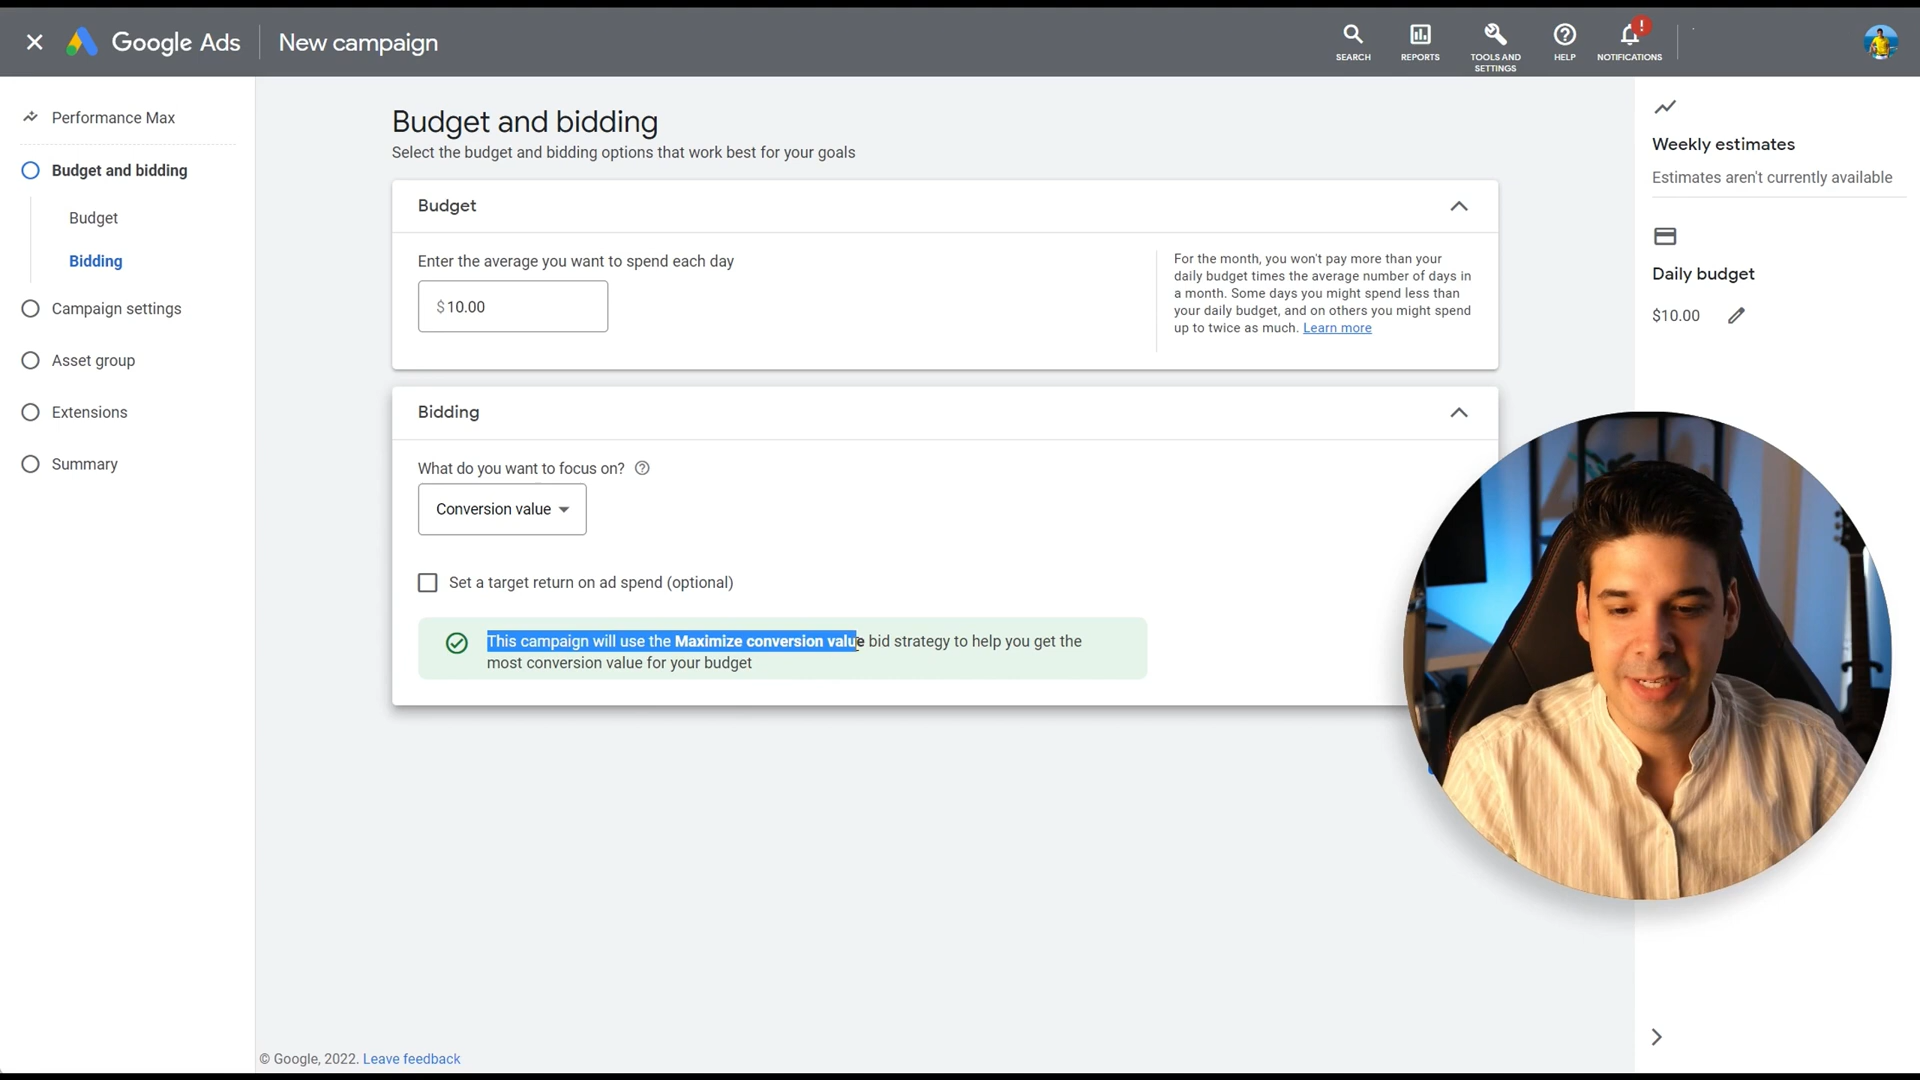 Google Ads
New campaign
SEARCH
REPORTS
TOOLS AND
SETTINGS
HELP
!
NOTIFICATIONS
Performance Max
Budget and bidding
Budget
Bidding
Campaign settings
Asset group
Extensions
Summary
Budget and bidding
Select the budget and bidding options that work best for your goals
Budget
Enter the average you want to spend each day
$ 10.00
For the month, you won't pay more than your
daily budget times the average number of days in
a month. Some days you might spend less than
your daily budget, and on others you might spend
up to twice as much. Learn more
Bidding
What do you want to focus on?
Conversion value
Set a target return on ad spend (optional)
This campaign will use the Maximize conversion value bid strategy to help you get the
most conversion value for your budget
Weekly estimates
Estimates aren't currently available
Daily budget
$10.00
© Google, 2022. Leave feedback